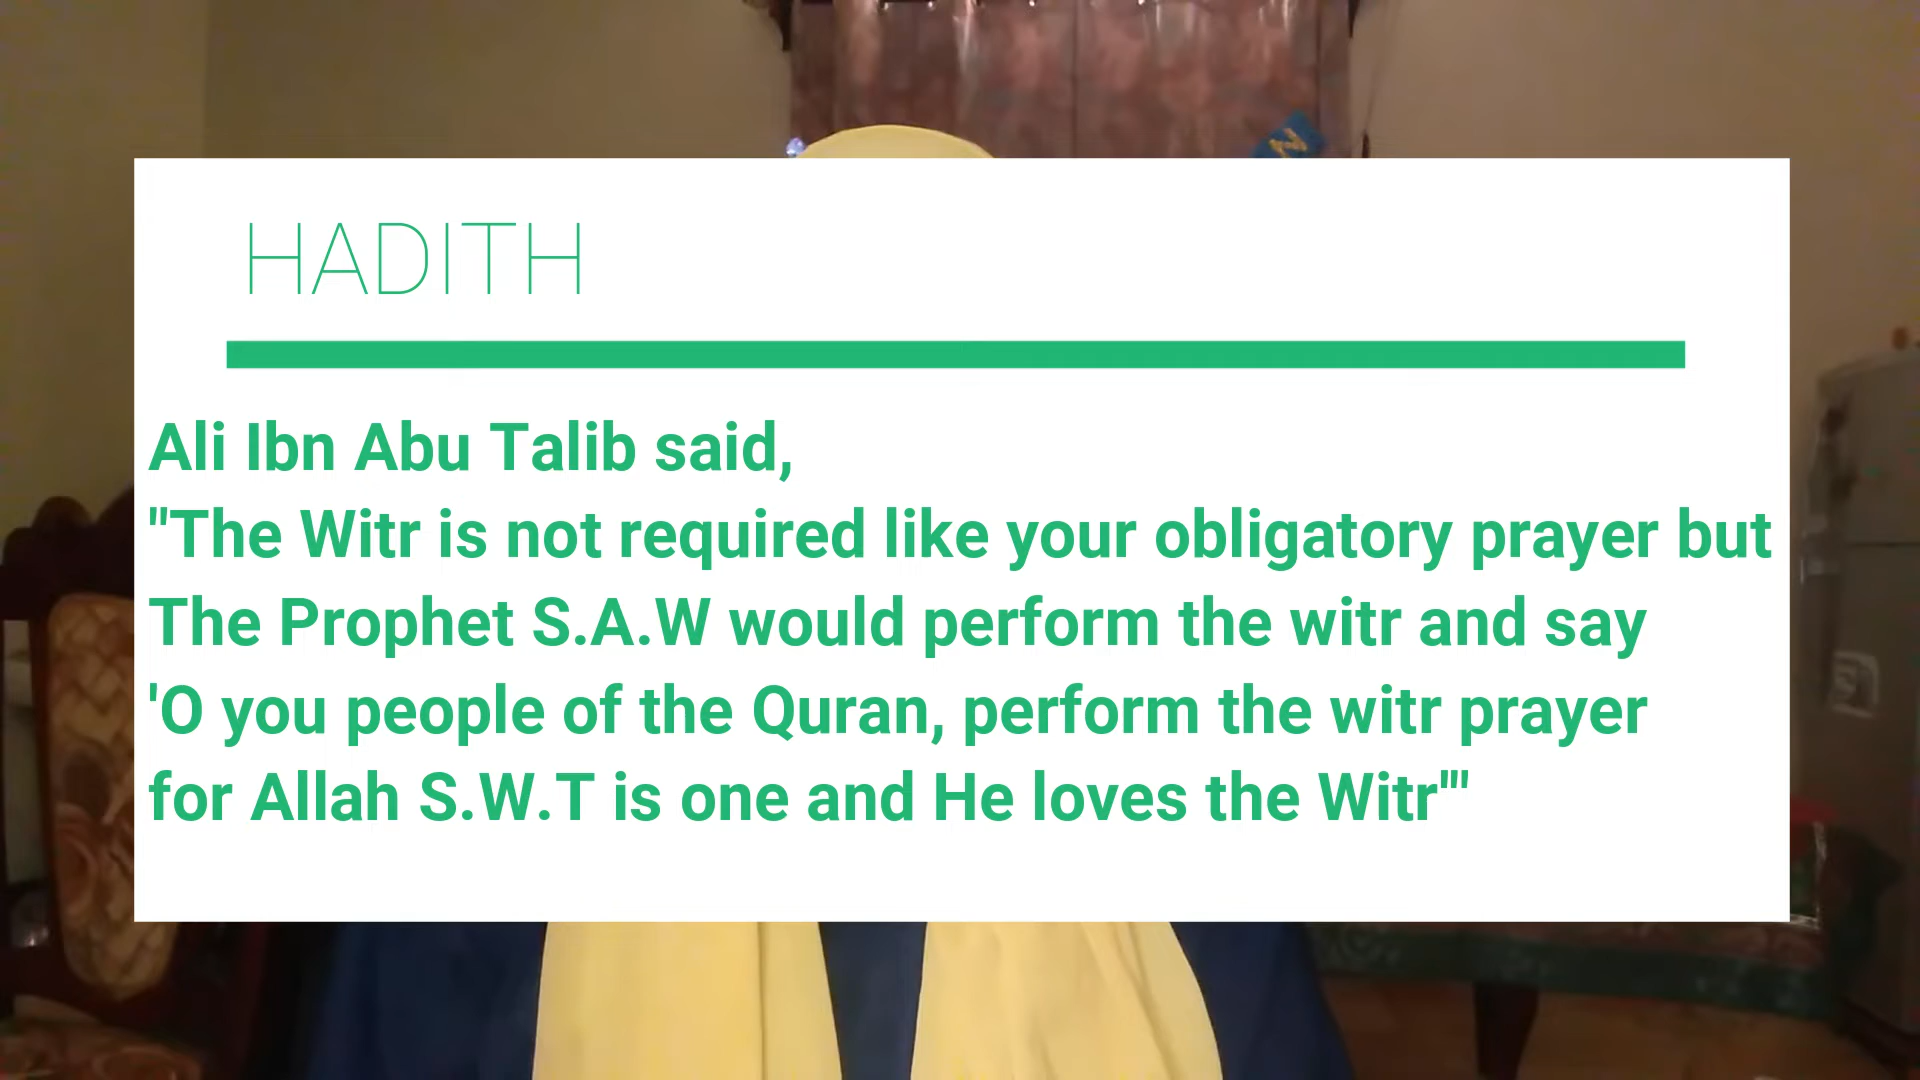 HADITH
Ali Ibn Abu Talib said,
"The Witr is not required like your obligatory prayer but
The Prophet S.A.W would perform the witr and say
'O you people of the Quran, perform the witr prayer
for Allah S.W.T is one and He loves the Witr'"
N